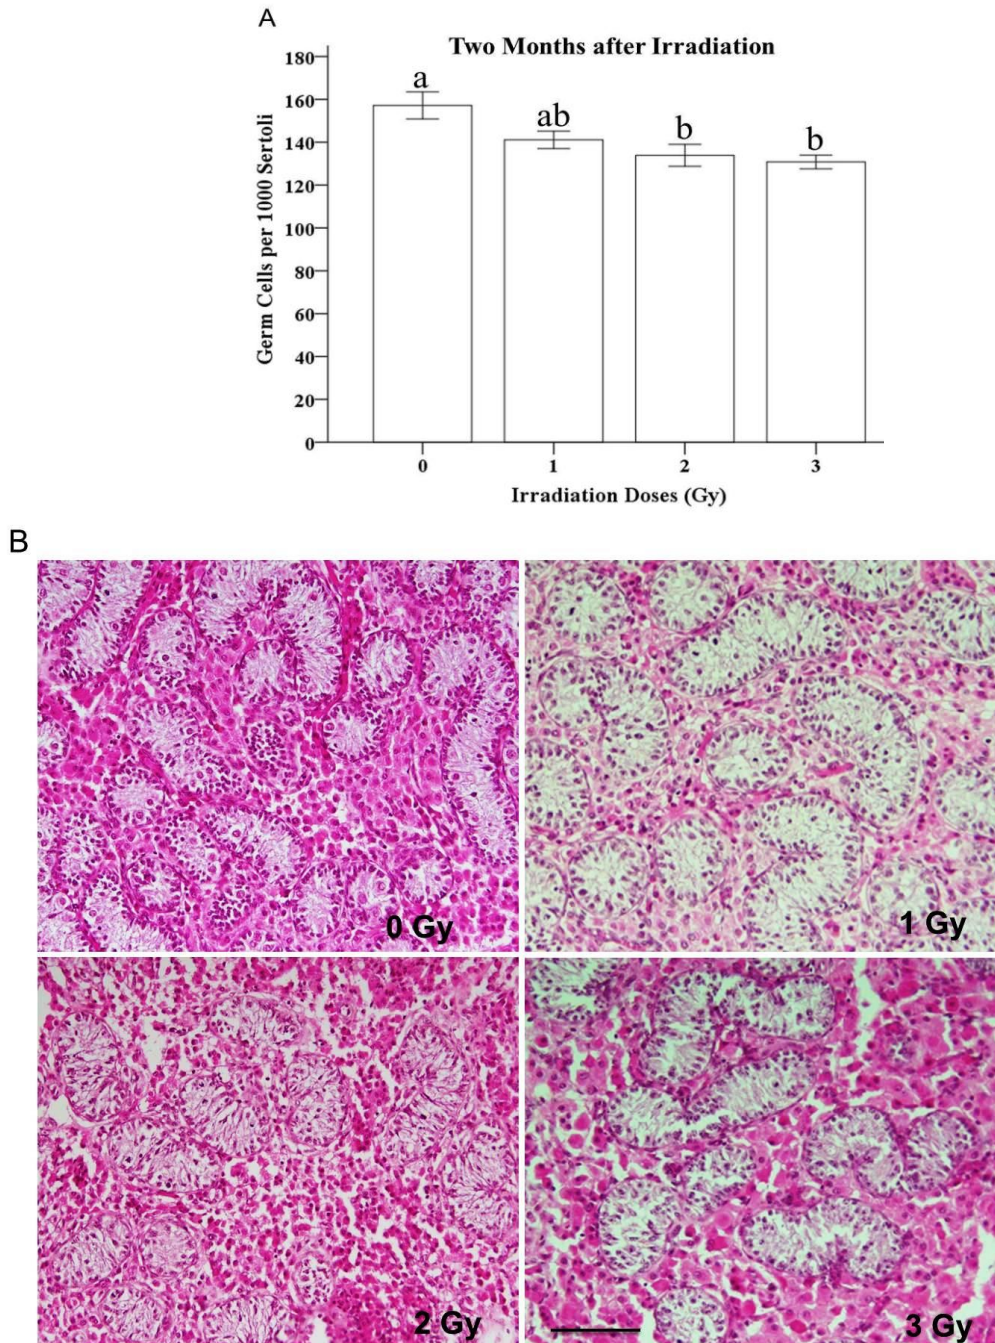 A
Two Months after Irradiation
Germ Cells per 1000 Sertoli
180
160
140
120
100
80
60
40
20
0
a
ab
b
b
0
1
2
3
Irradiation Doses (Gy)
B
0 Gy
1 Gy
2 Gy
3 Gy